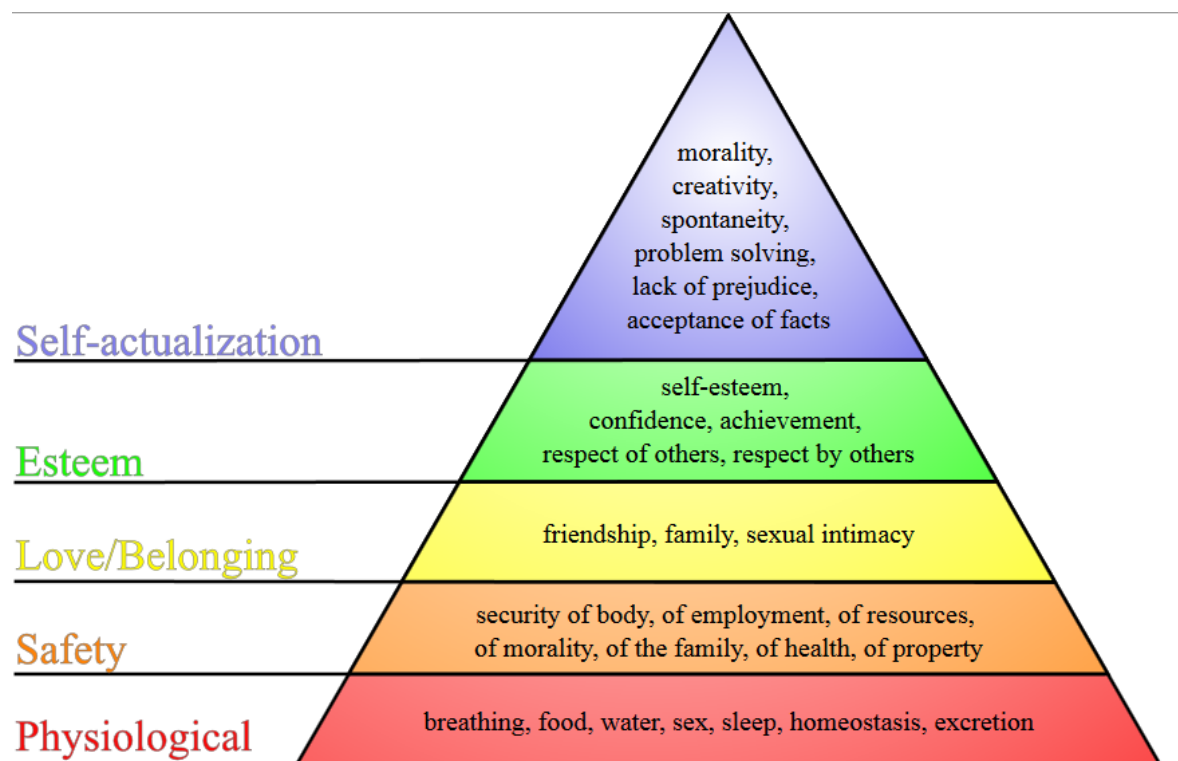 morality,
creativity,
spontaneity,
problem solving,
lack of prejudice,
acceptance of facts
Self-actualization
self-esteem,
confidence, achievement,
respect of others, respect by others
Esteem
friendship, family, sexual intimacy
Love/Belonging
security of body, of employment, of resources,
of morality, of the family, of health, of property
Safety
breathing, food, water, sex, sleep, homeostasis, excretion
Physiological